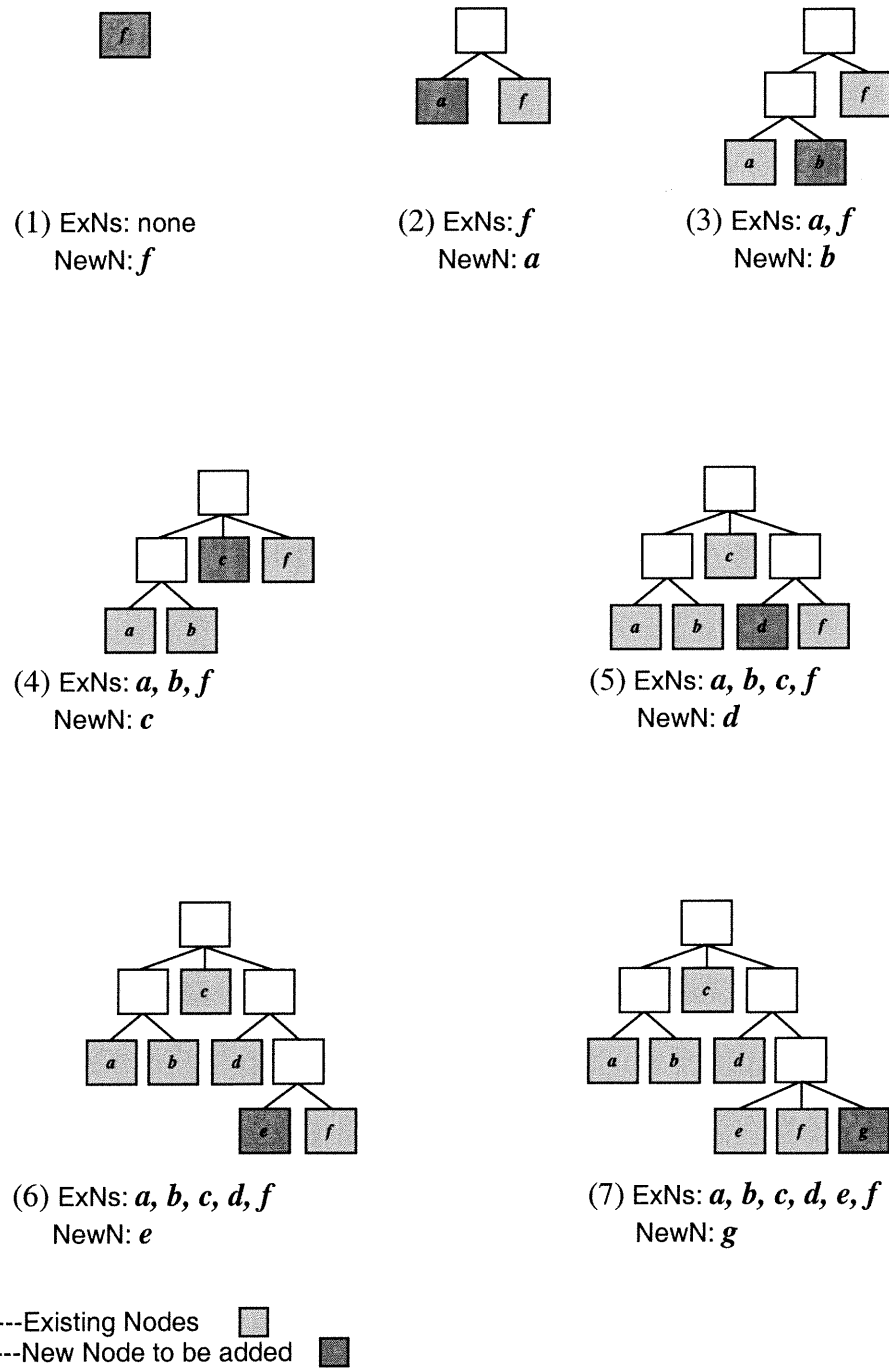 f
a f
f
a b
(1) ExNs: none
NewN: f
(2) ExNs: f
NewN: a
(3) ExNs: a, f
NewN: b
c f
a b
(4) ExNs: a, b, f
NewN: c
c
a b d f
(5) ExNs: a, b, c, f
NewN: d
c
a b d
e f
(6) ExNs: a, b, c, d, f
NewN: e
c
a b d
e f g
(7) ExNs: a, b, c, d, e, f
NewN: g
---Existing Nodes
---New Node to be added